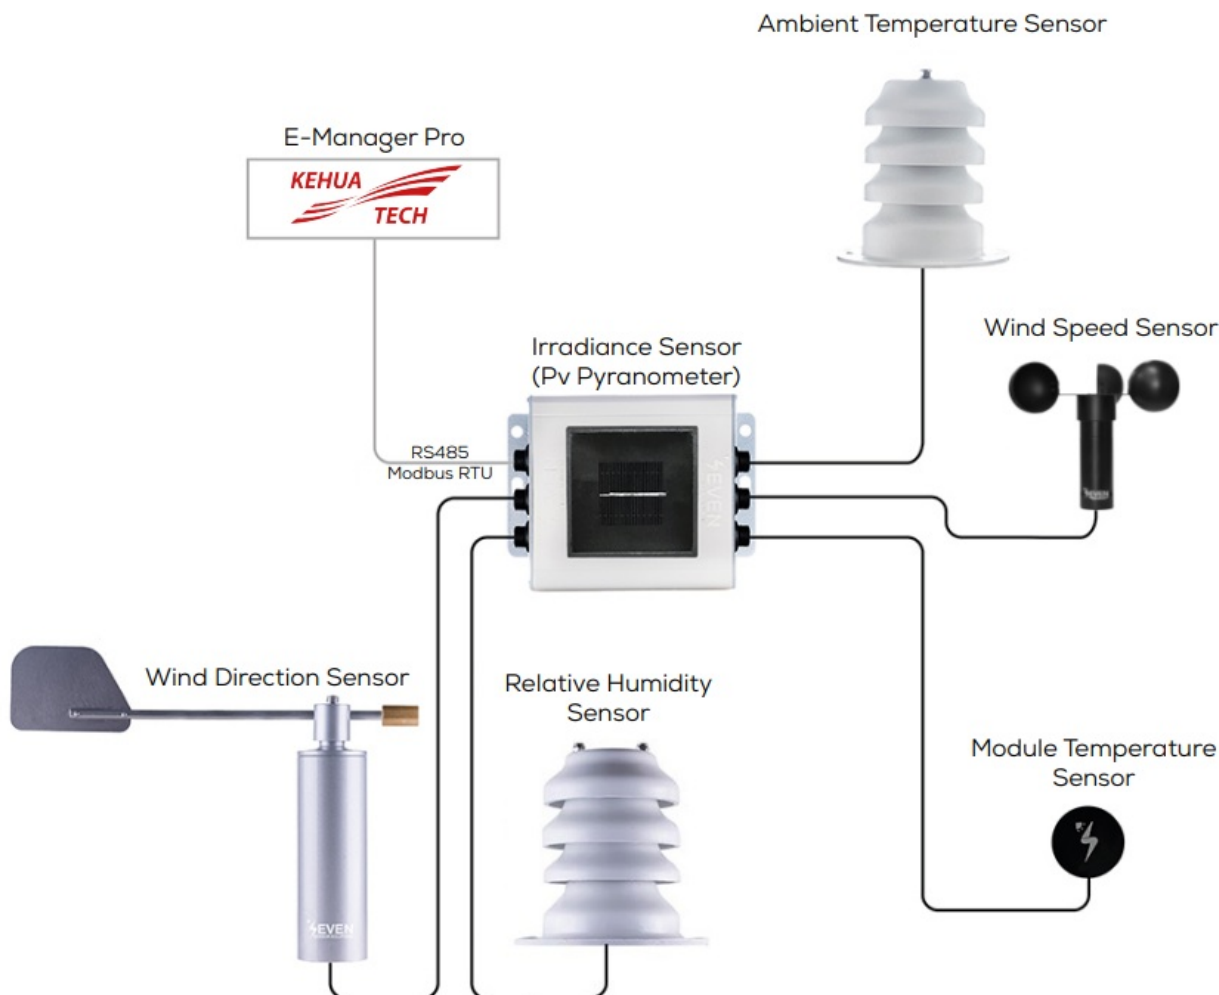 Ambient Temperature Sensor
E-Manager Pro
KEHUA
TECH
Wind Speed Sensor
Irradiance Sensor
(Pv Pyranometer)
RS485
Modbus RTU
SEVEN
SEVEN
Wind Direction Sensor
Relative Humidity
Sensor
Module Temperature
Sensor
SEVEN